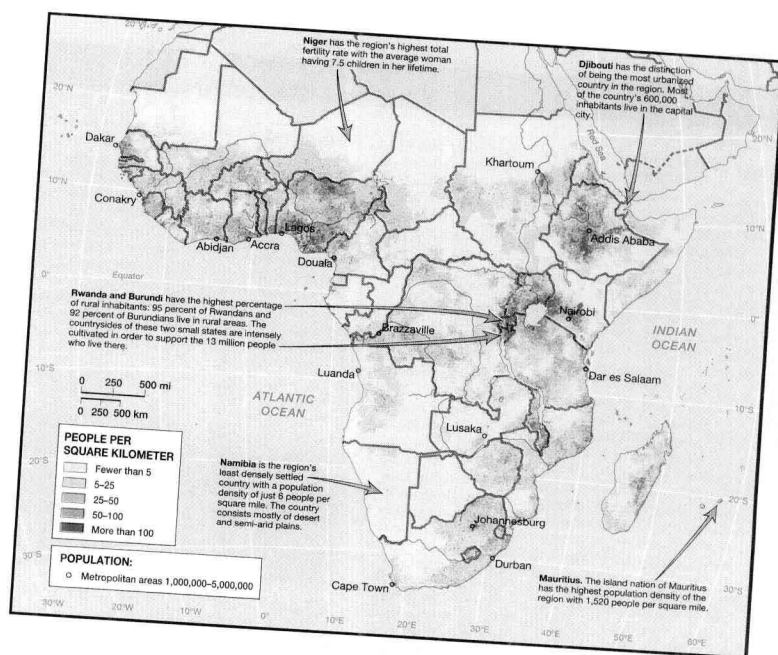 20°W
10°W
10°E
Niger has the region's highest total
fertility rate with the average woman
having 7.5 children in her lifetime.
Djibouti has the distinction
of being the most urbanized
country in the region. Most
of the country's 600,000
inhabitants live in the capital
city.
20°N
20°N
Red Sea
Dakar
Khartoum
10°N
10°N
Conakry
Lagos
Addis Ababa
Abidjan
Accra
Douala
0°
Equator
Rwanda and Burundi have the highest percentage
of rural inhabitants: 95 percent of Rwandans and
92 percent of Burundians live in rural areas. The
countrysides of these two small states are intensely
cultivated in order to support the 13 million people
who live there.
Brazzaville
Nairobi
INDIAN
OCEAN
0°
10°S
Luanda
Dar es Salaam
0 250 500 mi
0 250 500 km
ATLANTIC
OCEAN
10°S
Lusaka
PEOPLE PER
SQUARE KILOMETER
Fewer than 5
5–25
25–50
50–100
More than 100
20°S
Namibia is the region's
least densely settled
country with a population
density of just 6 people per
square mile. The country
consists mostly of desert
and semi-arid plains.
20°S
Johannesburg
Durban
Cape Town
POPULATION:
Metropolitan areas 1,000,000–5,000,000
Mauritius. The island nation of Mauritius
has the highest population density of the
region with 1,520 people per square mile.
30°S
30°S
30°W
20°W
10°W
0°
10°E
20°E
30°E
40°E
50°E
60°E